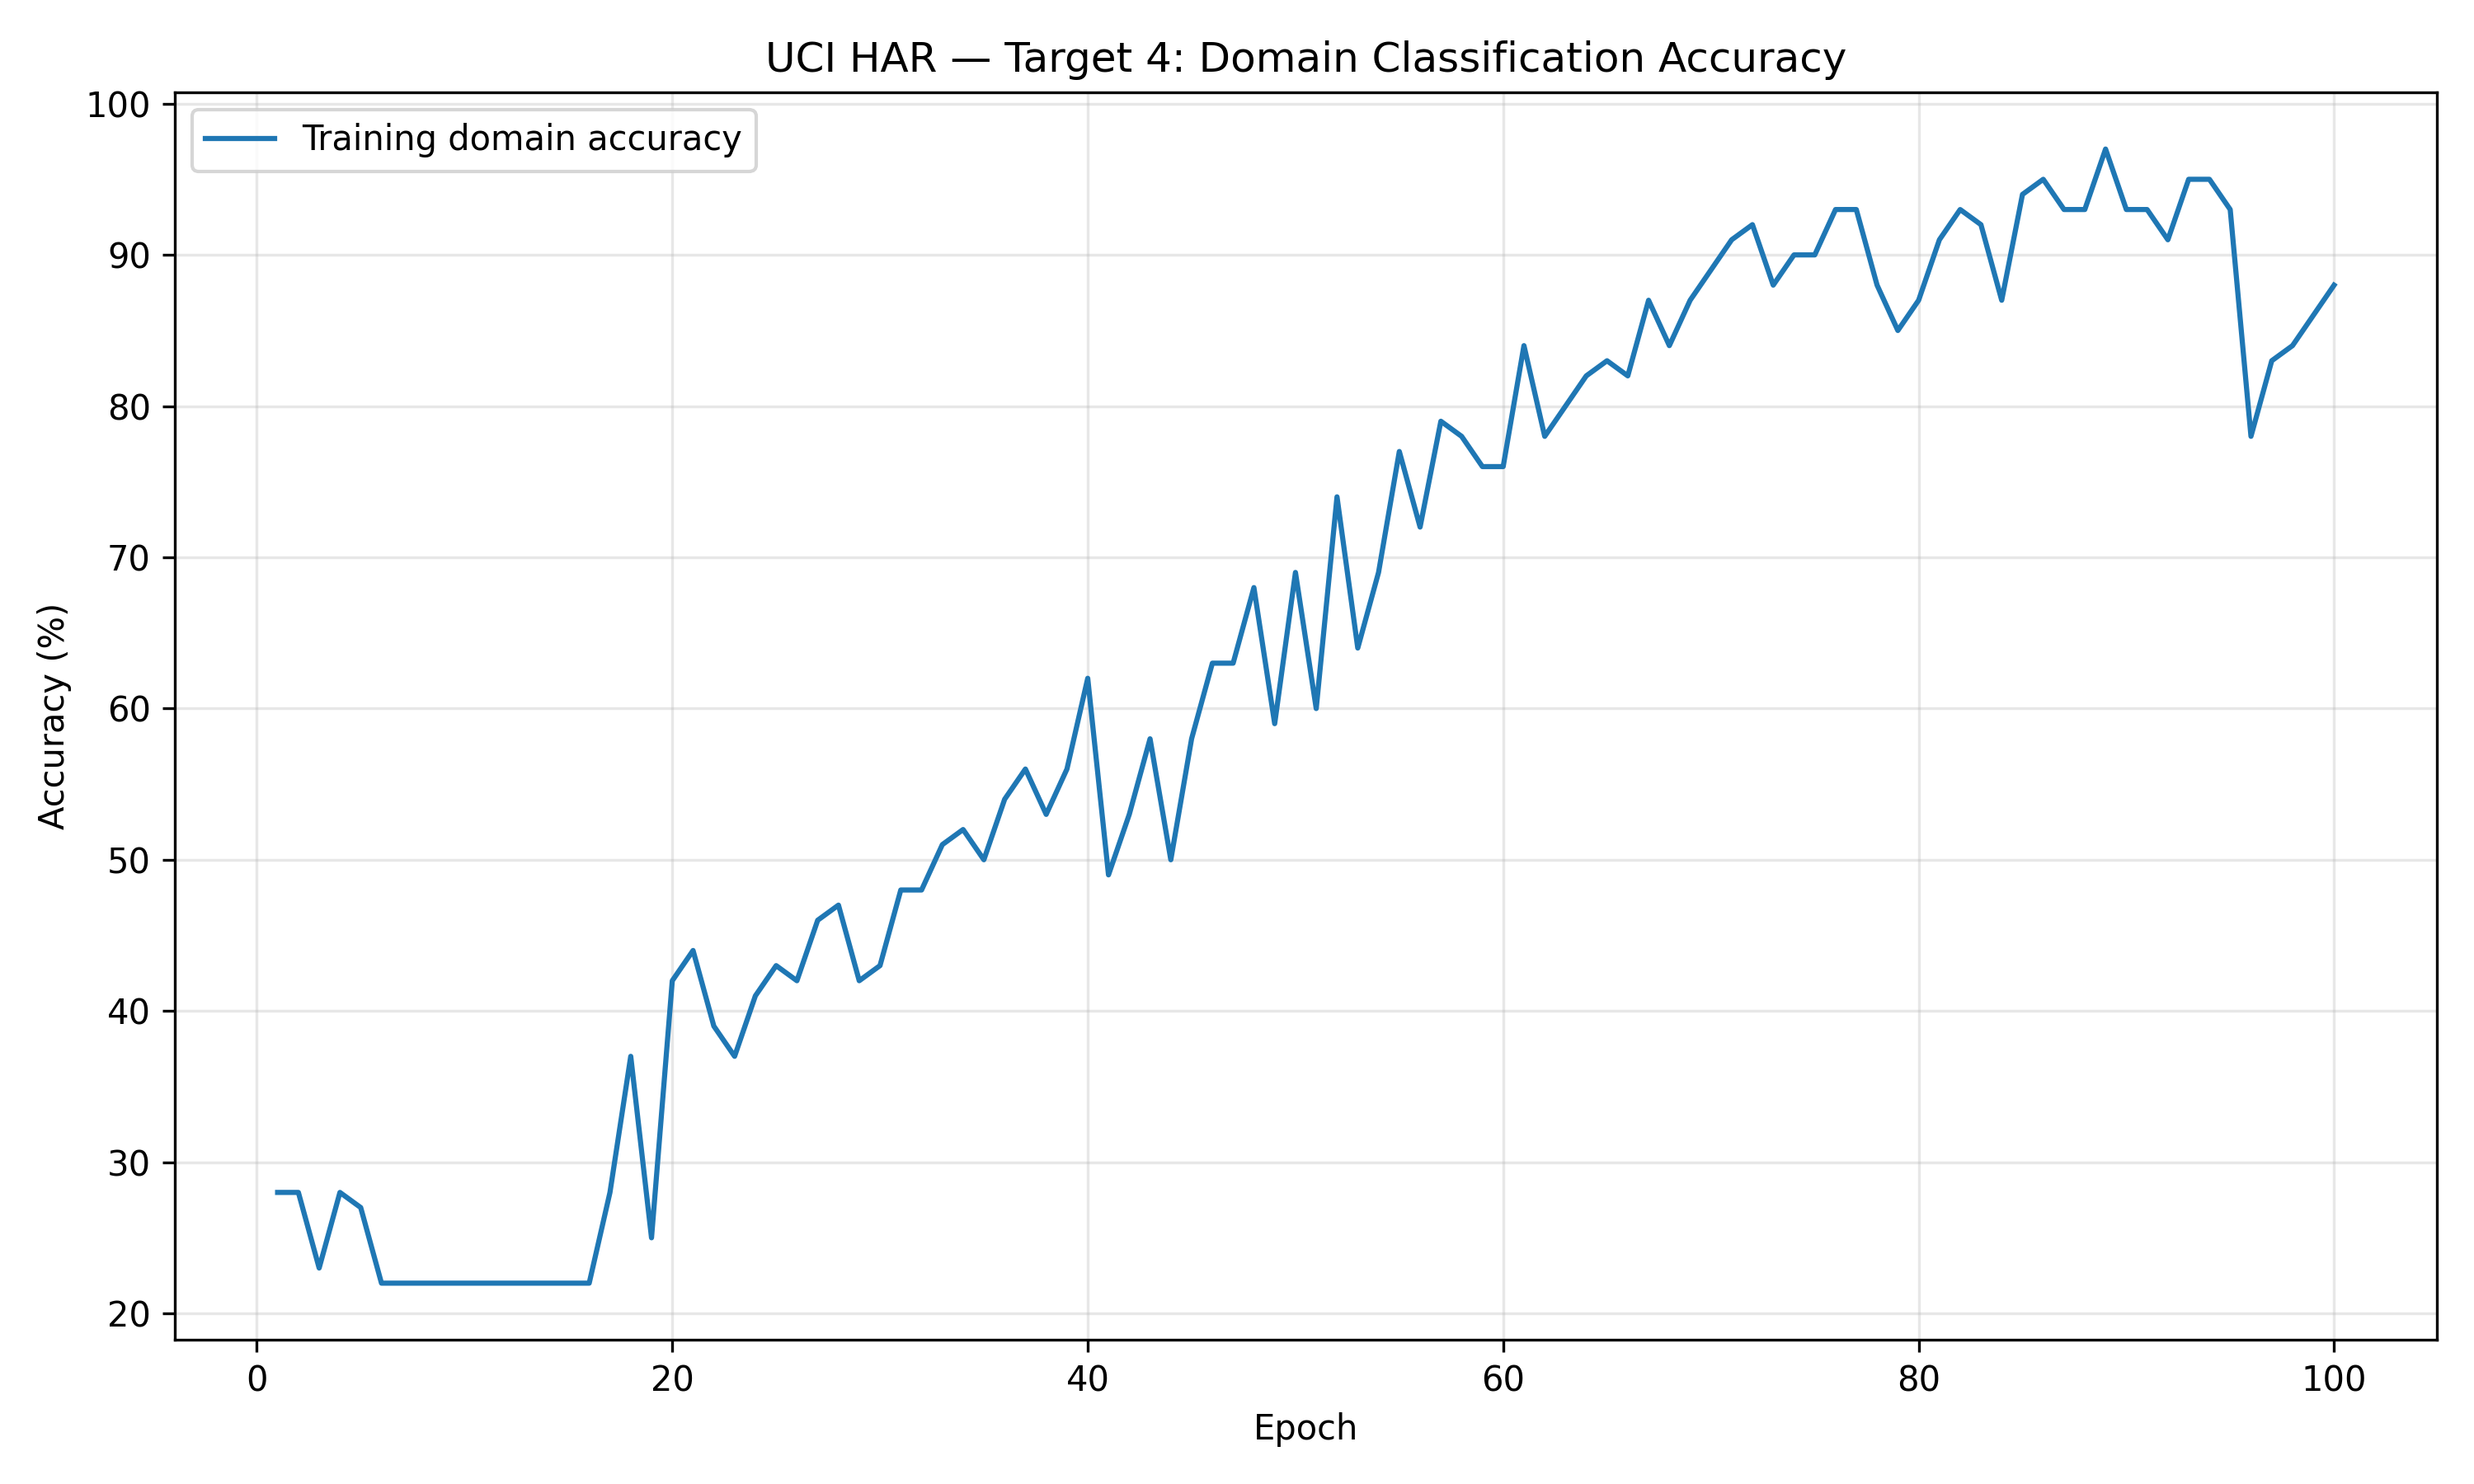 UCI HAR — Target 4: Domain Classification Accuracy
Training domain accuracy
Accuracy (%)
100
90
80
70
60
50
40
30
20
0 20 40 60 80 100
Epoch